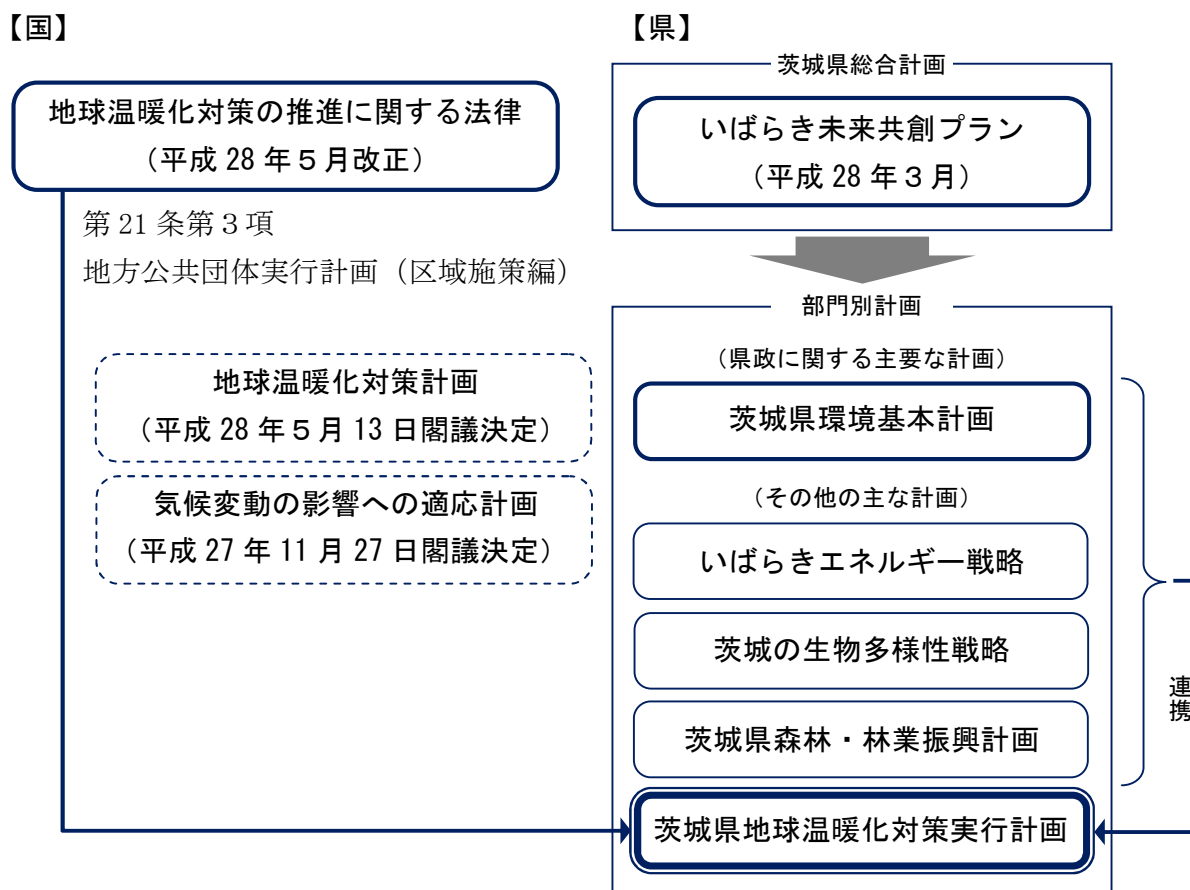 【国】
地球温暖化対策の推進に関する法律
（平成 28 年５月改正）
第 21 条第３項
地方公共団体実行計画（区域施策編）
地球温暖化対策計画
（平成 28 年５月 13 日閣議決定）
気候変動の影響への適応計画
（平成 27 年 11 月 27 日閣議決定）
【県】
茨城県総合計画
いばらき未来共創プラン
（平成 28 年３月）
部門別計画
（県政に関する主要な計画）
茨城県環境基本計画
（その他の主な計画）
いばらきエネルギー戦略
茨城の生物多様性戦略
茨城県森林・林業振興計画
連携
茨城県地球温暖化対策実行計画